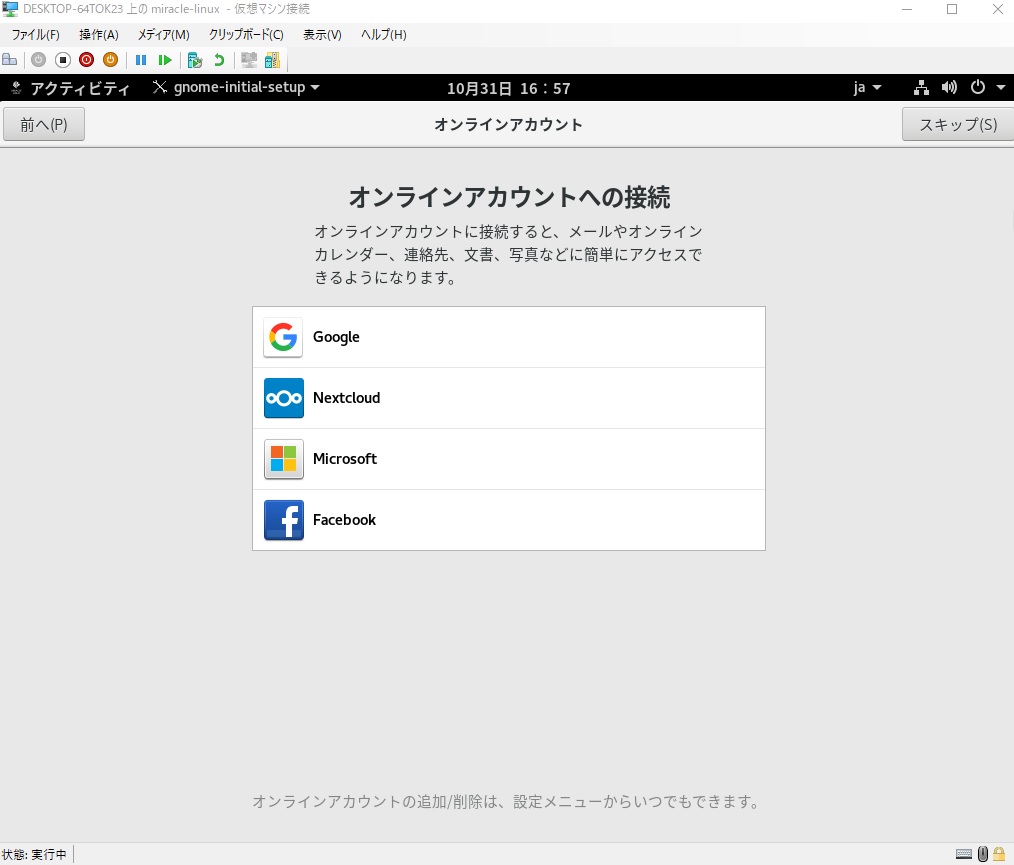 DESKTOP-64TOK23 上の miracle-linux - 仮想マシン接続
ファイル(F) 操作(A) メディア(M) クリップボード(C) 表示(V) ヘルプ(H)
アクティビティ gnome-initial-setup 10月31日 16：57 ja
前へ(P) オンラインアカウント スキップ(S)
オンラインアカウントへの接続
オンラインアカウントに接続すると、メールやオンライン
カレンダー、連絡先、文書、写真などに簡単にアクセスで
きるようになります。
Google
Nextcloud
Microsoft
Facebook
オンラインアカウントの追加/削除は、設定メニューからいつでもできます。
状態: 実行中